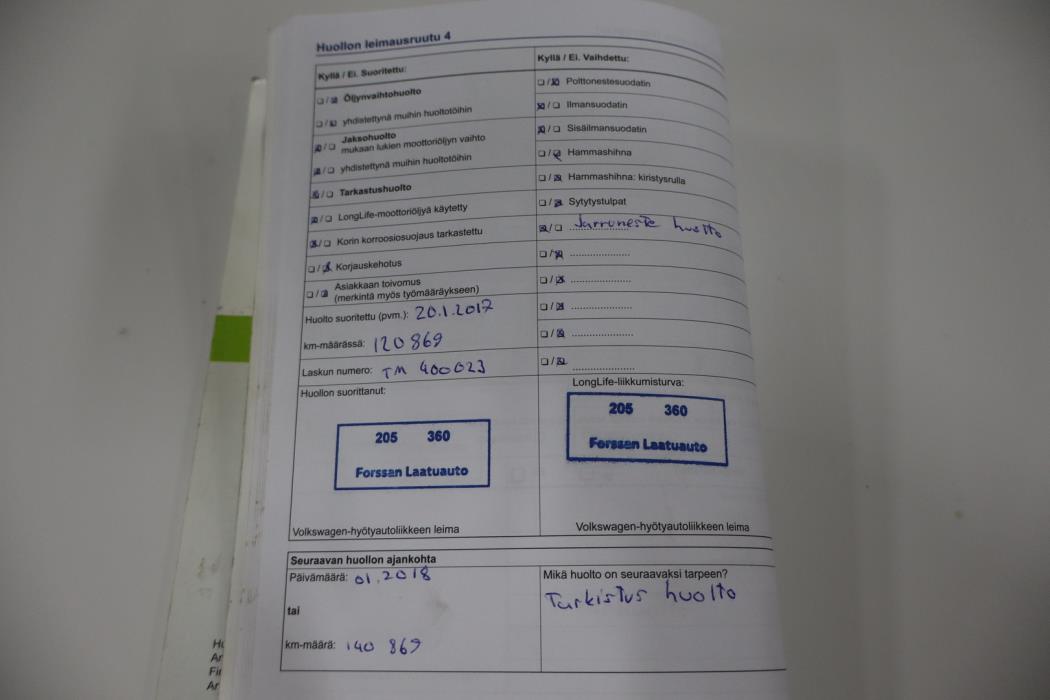 Huollon leimausruutu 4
Kyllä / Ei. Suoritettu:
Öljynvaihtohuolto
yhdistettynä muihin huoltotöihin
Jaksohuolto
mukaan lukien moottoriöljyn vaihto
yhdistettynä muihin huoltotöihin
Tarkastushuolto
LongLife-moottoriöljyä käytetty
Korin korroosiosuojaus tarkastettu
Korjauskehotus
Asiakkaan toivomus
(merkintä myös työmääräykseen)
Huolto suoritettu (pvm.): 20.1.2017
km-määrässä: 120 869
Laskun numero: TM 400023
Kyllä / Ei. Vaihdettu:
Polttonestesuodatin
Ilmansuodatin
Sisäilmansuodatin
Hammashihna
Hammashihna: kiristysrulla
Sytytystulpat
Jarruneste huolto
Huollon suorittanut:
205 360
Forssan Laatuauto
Volkswagen-hyötyautoliikkeen leima
LongLife-liikkumisturva:
205 360
Forssan Laatuauto
Volkswagen-hyötyautoliikkeen leima
Seuraavan huollon ajankohta
Päivämäärä: 01.2018
tai
km-määrä: 140 869
Mikä huolto on seuraavaksi tarpeen?
Tarkistus huolto